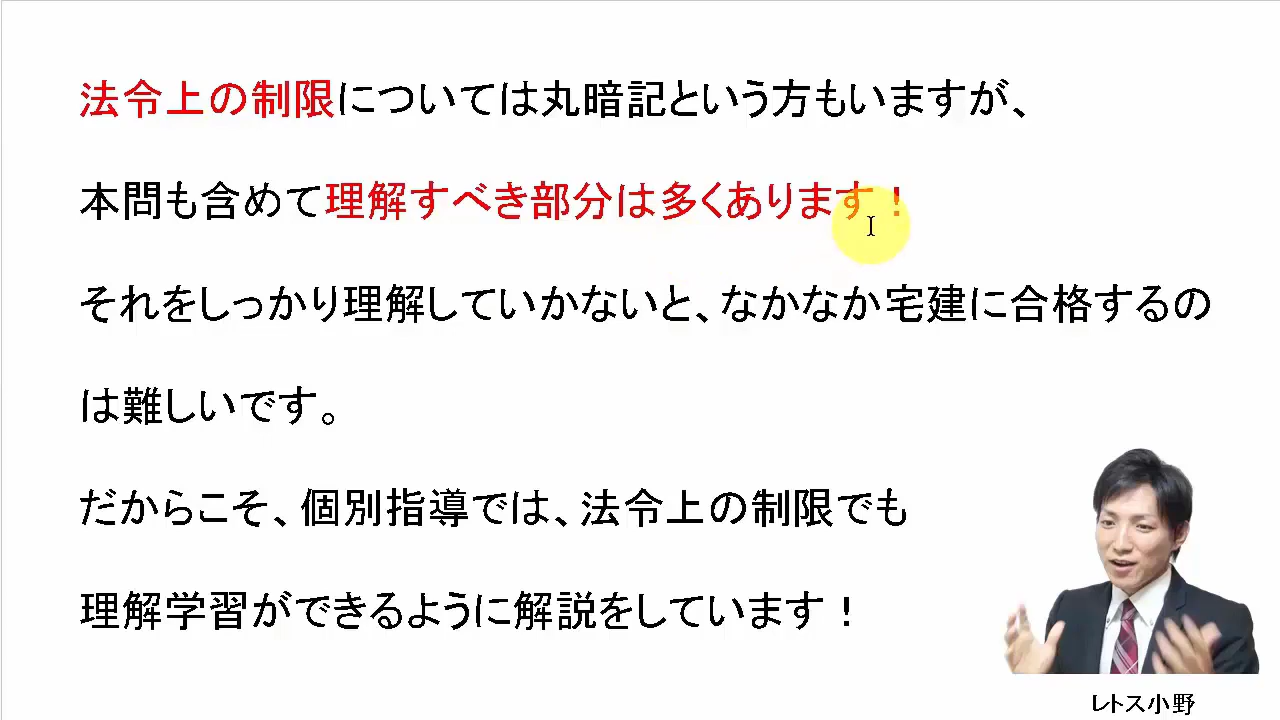 法令上の制限については丸暗記という方もいますが、
本問も含めて理解すべき部分は多くあります！
それをしっかり理解していかないと、なかなか宅建に合格するの
は難しいです。
だからこそ、個別指導では、法令上の制限でも
理解学習ができるように解説をしています！
レトス小野